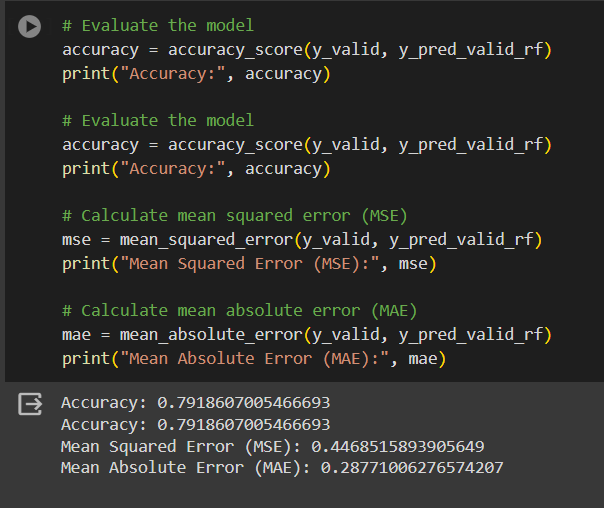 # Evaluate the model
accuracy = accuracy_score(y_valid, y_pred_valid_rf)
print("Accuracy:", accuracy)
# Evaluate the model
accuracy = accuracy_score(y_valid, y_pred_valid_rf)
print("Accuracy:", accuracy)
# Calculate mean squared error (MSE)
mse = mean_squared_error(y_valid, y_pred_valid_rf)
print("Mean Squared Error (MSE):", mse)
# Calculate mean absolute error (MAE)
mae = mean_absolute_error(y_valid, y_pred_valid_rf)
print("Mean Absolute Error (MAE):", mae)
Accuracy: 0.7918607005466693
Accuracy: 0.7918607005466693
Mean Squared Error (MSE): 0.4468515893905649
Mean Absolute Error (MAE): 0.28771006276574207